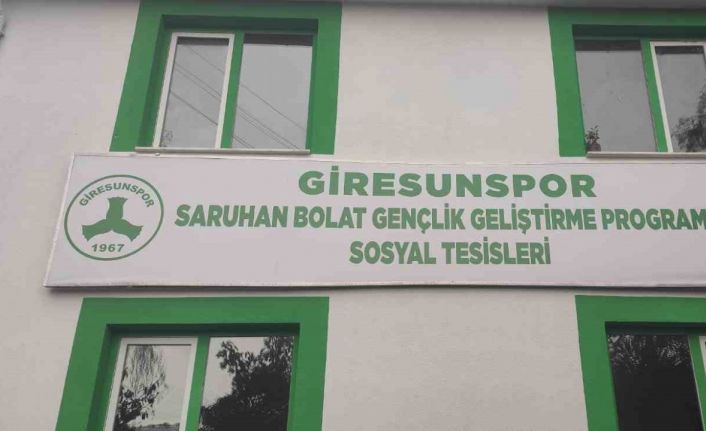 GİRESUNSPOR
1967
GİRESUNSPOR
SARUHAN BOLAT GENÇLİK GELİŞTİRME PROGRAM
SOSYAL TESİSLERİ